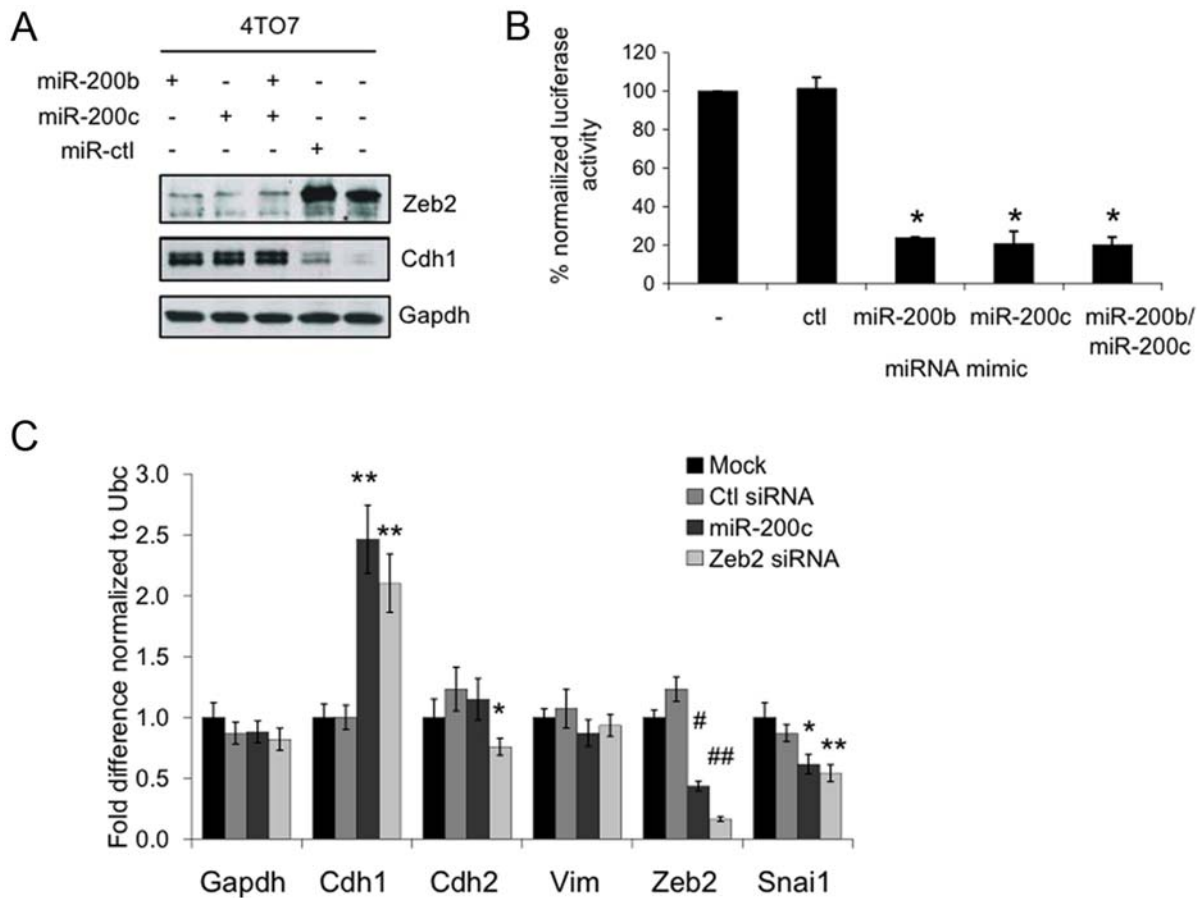 A
4TO7
miR-200b + - + - -
miR-200c - + + - -
miR-ctl - - - + -
Zeb2
Cdh1
Gapdh
B
% normailized luciferase
activity
120
100
80
60
40
20
0
* * *
- ctl miR-200b miR-200c miR-200b/
miR-200c
miRNA mimic
C
Fold difference normalized to Ubc
3.0
2.5
2.0
1.5
1.0
0.5
0.0
Mock
Ctl siRNA
miR-200c
Zeb2 siRNA
** ** * # ## * **
Gapdh Cdh1 Cdh2 Vim Zeb2 Snai1